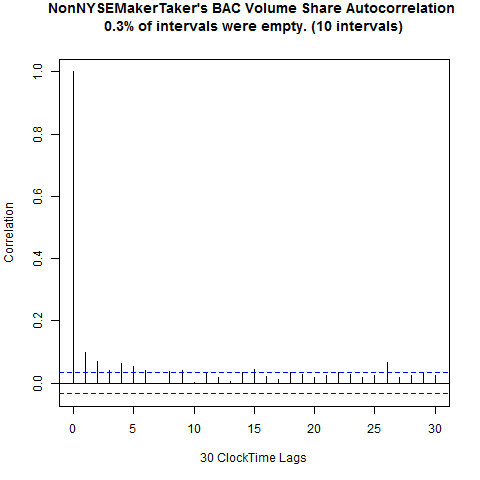 NonNYSEMakerTaker's BAC Volume Share Autocorrelation
0.3% of intervals were empty. (10 intervals)
1.0
0.8
0.6
0.4
0.2
0.0
Correlation
0 5 10 15 20 25 30
30 ClockTime Lags